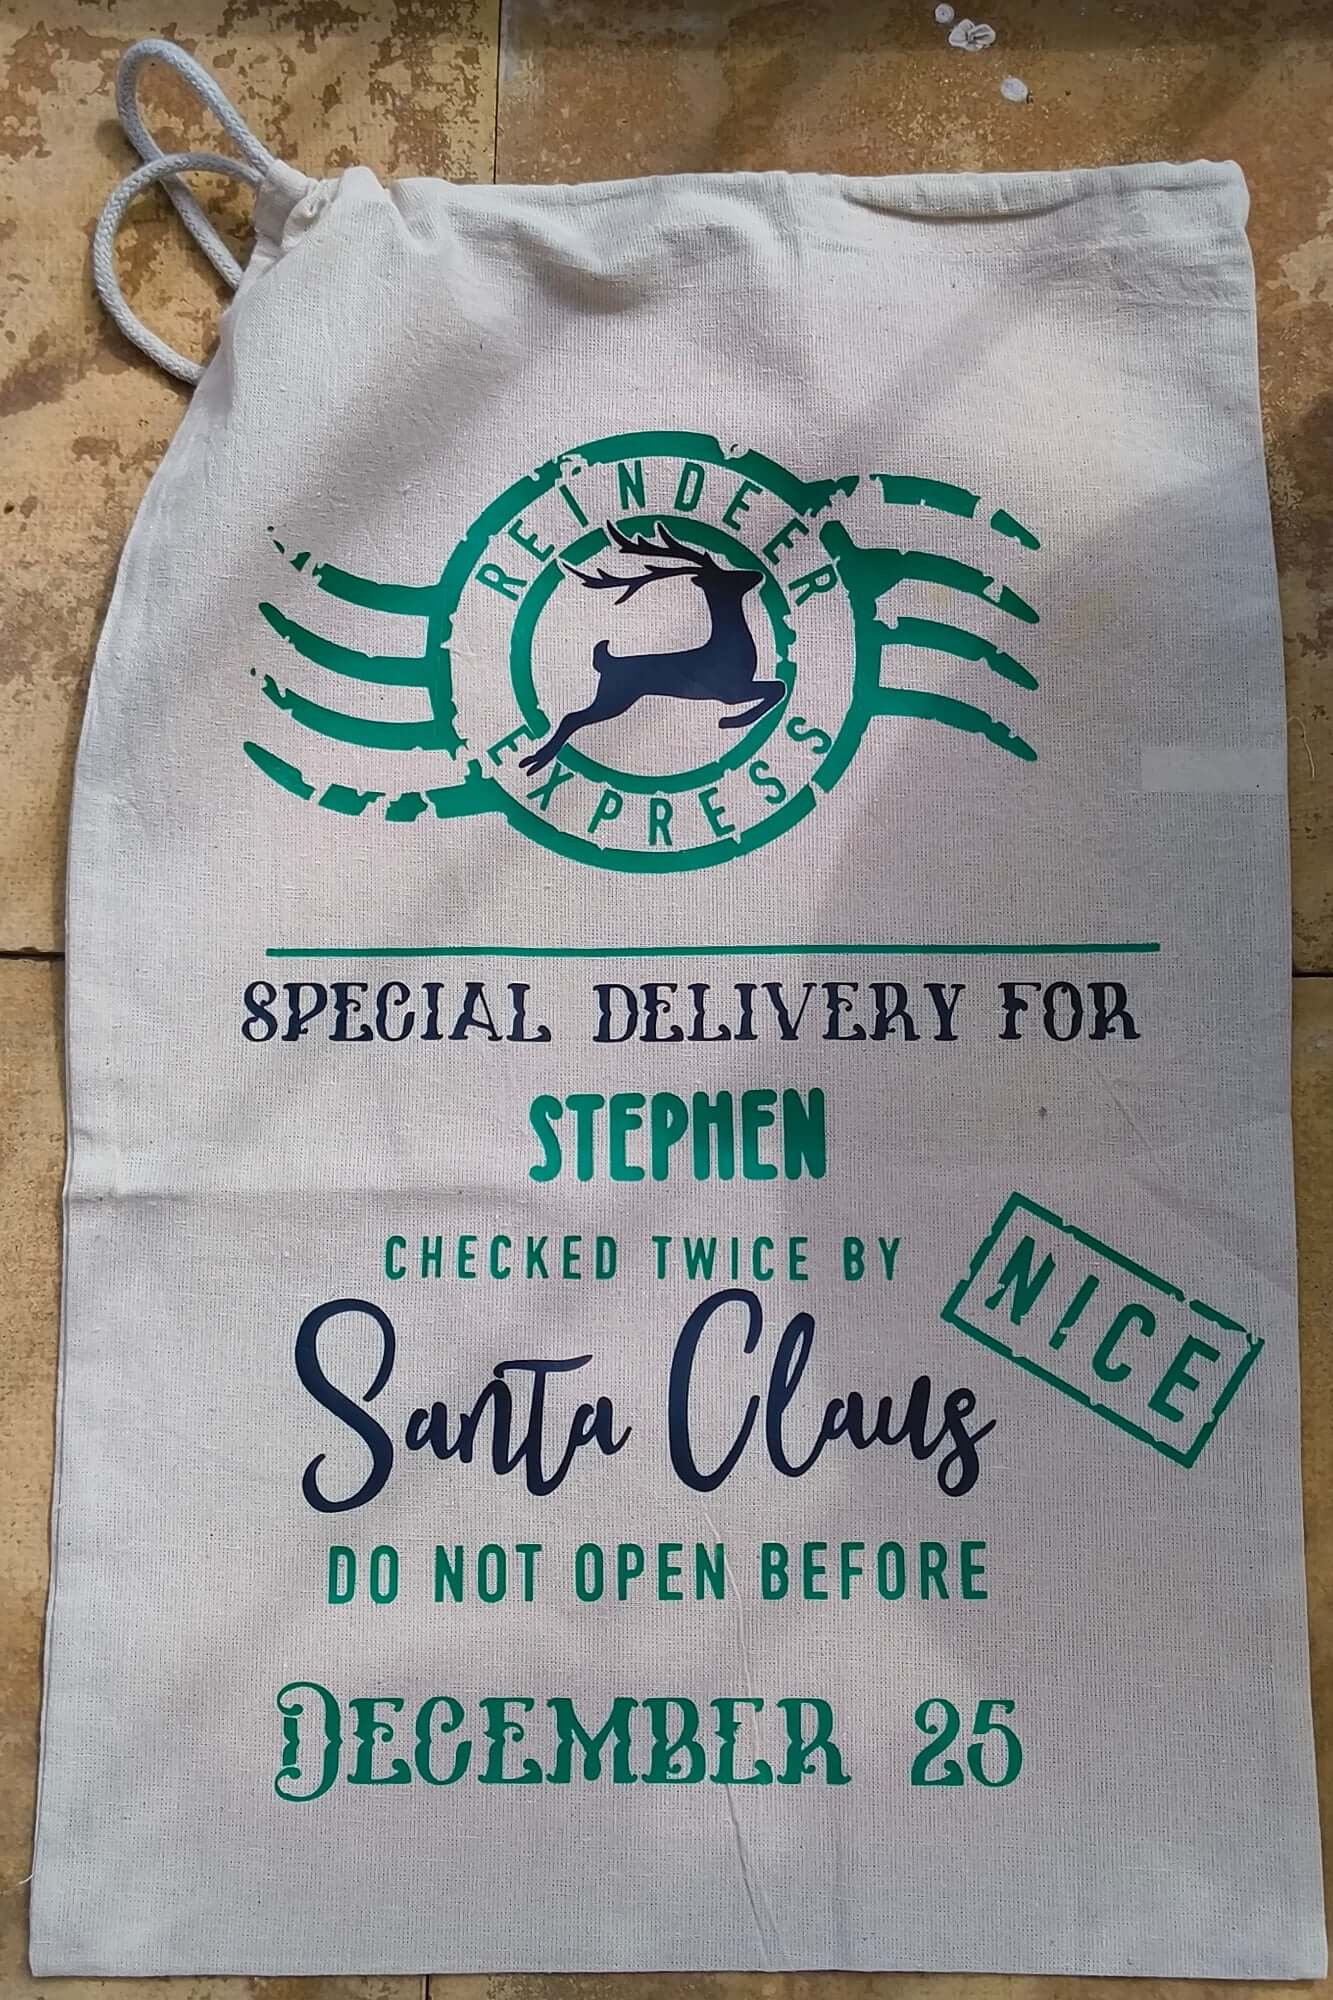 REINDEER
EXPRESS
SPECIAL DELIVERY FOR
STEPHEN
CHECKED TWICE BY
NICE
Santa Claus
DO NOT OPEN BEFORE
DECEMBER 25